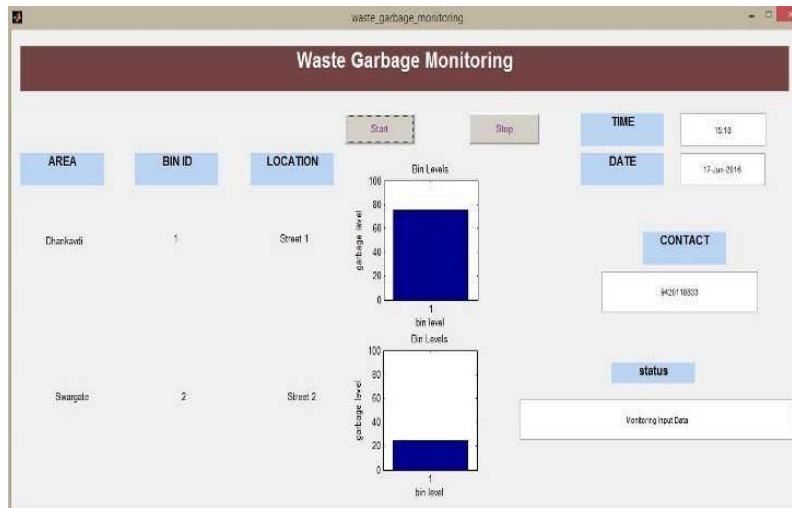 waste_garbage_monitoring
Waste Garbage Monitoring
Start
Stop
TIME
15:18
AREA
BIN ID
LOCATION
DATE
17-Jun-2016
Bin Levels
100
80
60
40
20
0
garbage level
1
bin level
Dhankavdi
1
Street 1
CONTACT
Bin Levels
100
80
60
40
20
0
garbage level
1
bin level
Swargate
2
Street 2
status
Monitoring Input Data